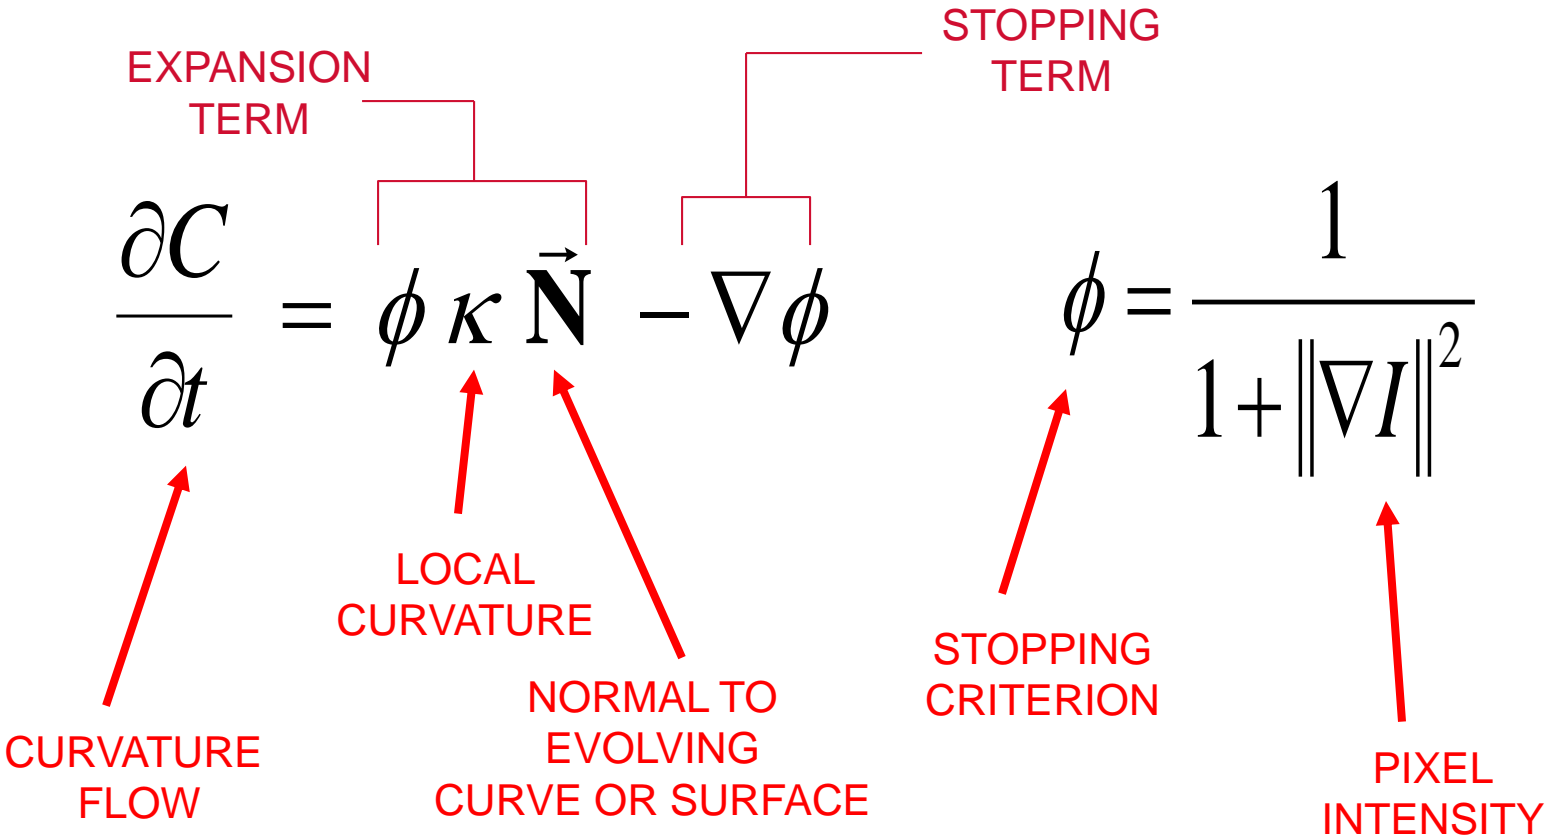 EXPANSION
TERM
STOPPING
TERM
∂C/∂t = ϕ κ N⃗ − ∇ϕ
ϕ = 1/(1+‖∇I‖²)
LOCAL
CURVATURE
NORMAL TO
EVOLVING
CURVE OR SURFACE
CURVATURE
FLOW
STOPPING
CRITERION
PIXEL
INTENSITY